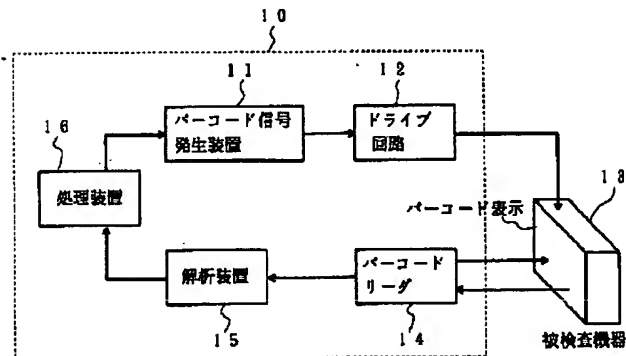 10
11
12
バーコード信号
発生装置
ドライブ
回路
16
処理装置
13
バーコード表示
解析装置
バーコード
リーダ
15
14
被検査機器